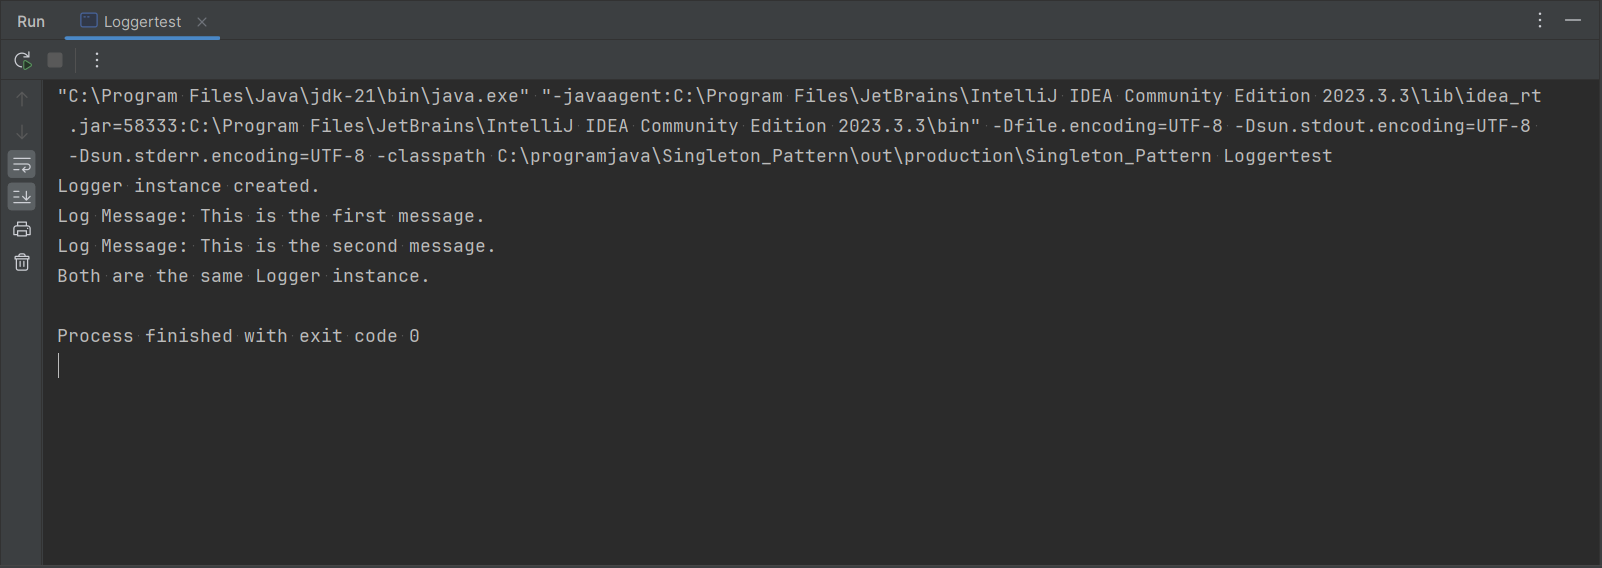 Run
Loggertest
"C:\Program Files\Java\jdk-21\bin\java.exe" "-javaagent:C:\Program Files\JetBrains\IntelliJ IDEA Community Edition 2023.3.3\lib\idea_rt
.jar=58333:C:\Program Files\JetBrains\IntelliJ IDEA Community Edition 2023.3.3\bin" -Dfile.encoding=UTF-8 -Dsun.stdout.encoding=UTF-8
-Dsun.stderr.encoding=UTF-8 -classpath C:\programjava\Singleton_Pattern\out\production\Singleton_Pattern Loggertest
Logger instance created.
Log Message: This is the first message.
Log Message: This is the second message.
Both are the same Logger instance.
Process finished with exit code 0